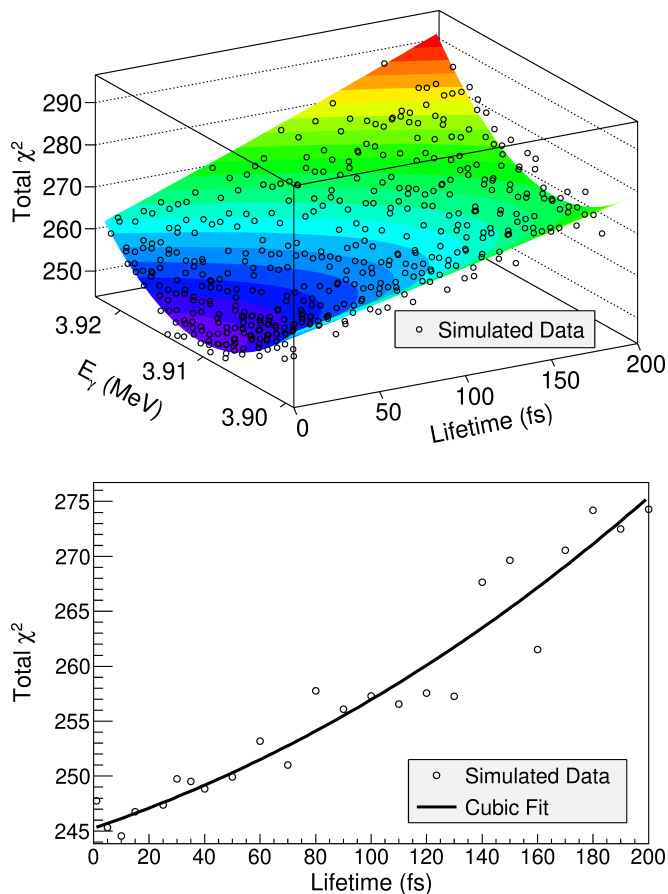 290
280
270
260
250
Total χ²
3.92
3.91
3.90
E_γ (MeV)
0
50
100
150
200
Lifetime (fs)
Simulated Data
275
270
265
260
255
250
245
Total χ²
Simulated Data
Cubic Fit
0 20 40 60 80 100 120 140 160 180 200
Lifetime (fs)